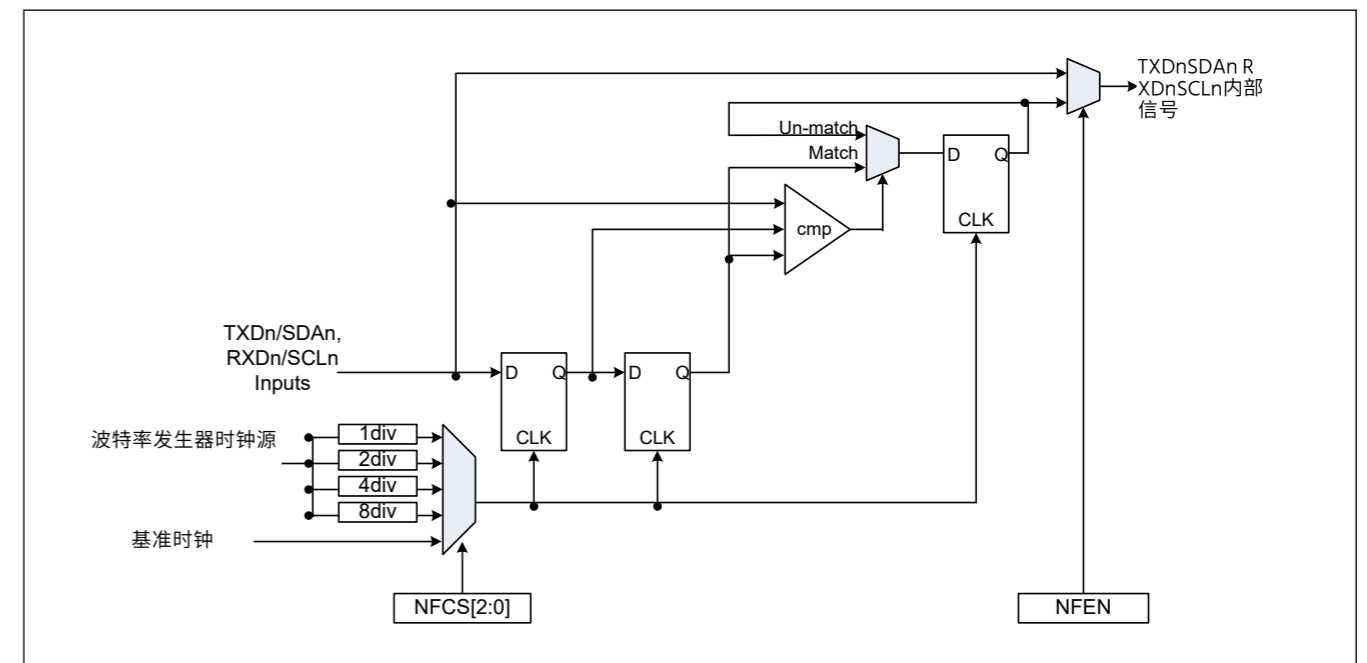 TXDnSDAn R
XDnSCLn内部
信号
Un-match
Match
D
Q
CLK
cmp
TXDn/SDAn,
RXDn/SCLn
Inputs
D
Q
CLK
D
Q
CLK
波特率发生器时钟源
1div
2div
4div
8div
基准时钟
NFCS[2:0]
NFEN